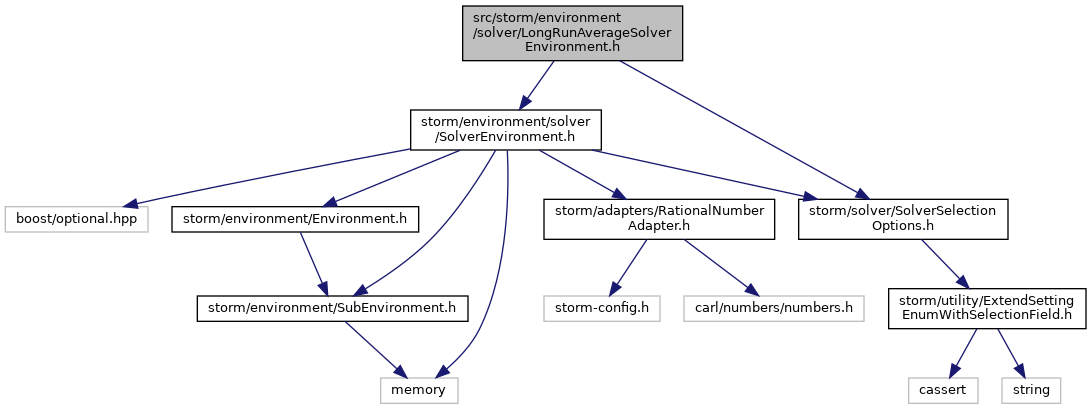 src/storm/environment
/solver/LongRunAverageSolver
Environment.h
storm/environment/solver
/SolverEnvironment.h
boost/optional.hpp
storm/environment/Environment.h
storm/adapters/RationalNumber
Adapter.h
storm/solver/SolverSelection
Options.h
storm/environment/SubEnvironment.h
storm-config.h
carl/numbers/numbers.h
storm/utility/ExtendSetting
EnumWithSelectionField.h
memory
cassert
string